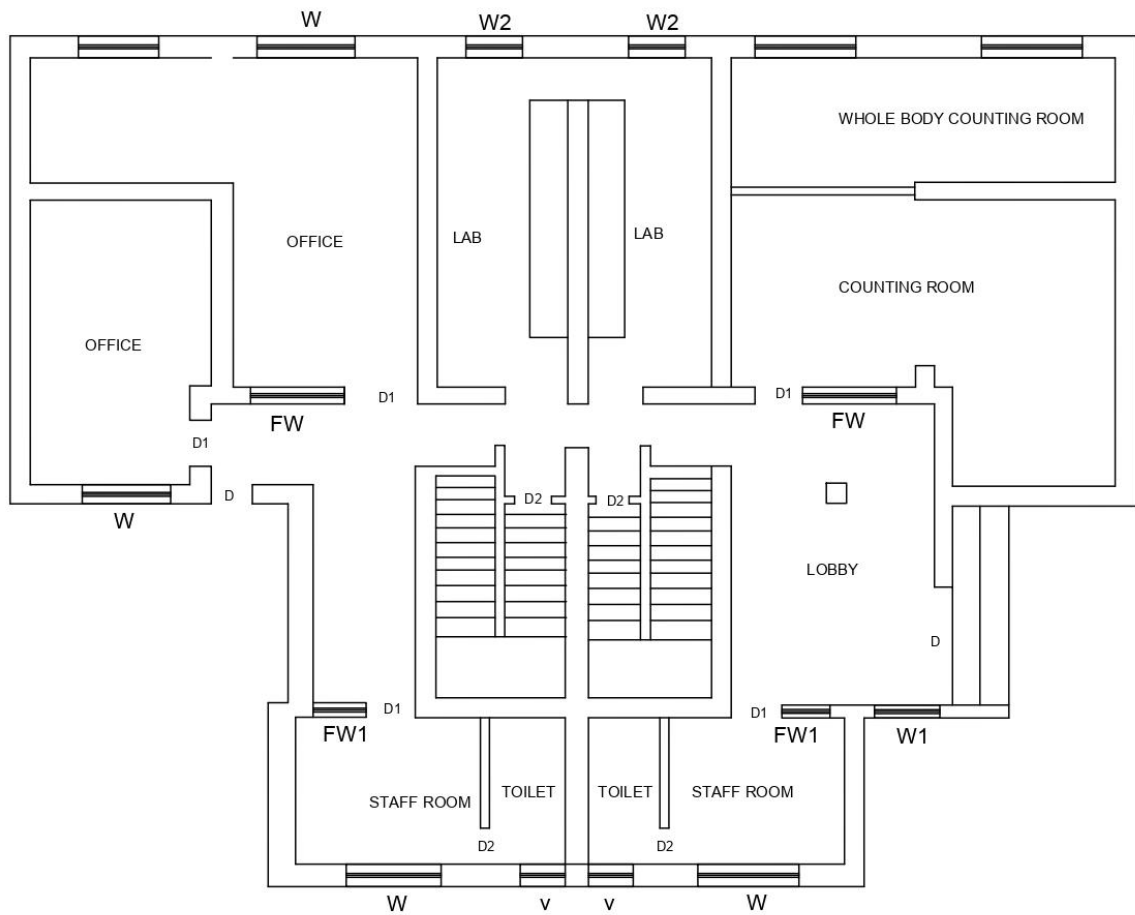 W
W2
W2
WHOLE BODY COUNTING ROOM
LAB
LAB
OFFICE
COUNTING ROOM
OFFICE
D1
D1
FW
FW
D1
D
D2
D2
W
LOBBY
D
D1
D1
FW1
FW1
W1
TOILET
TOILET
STAFF ROOM
STAFF ROOM
D2
D2
W
v
v
W